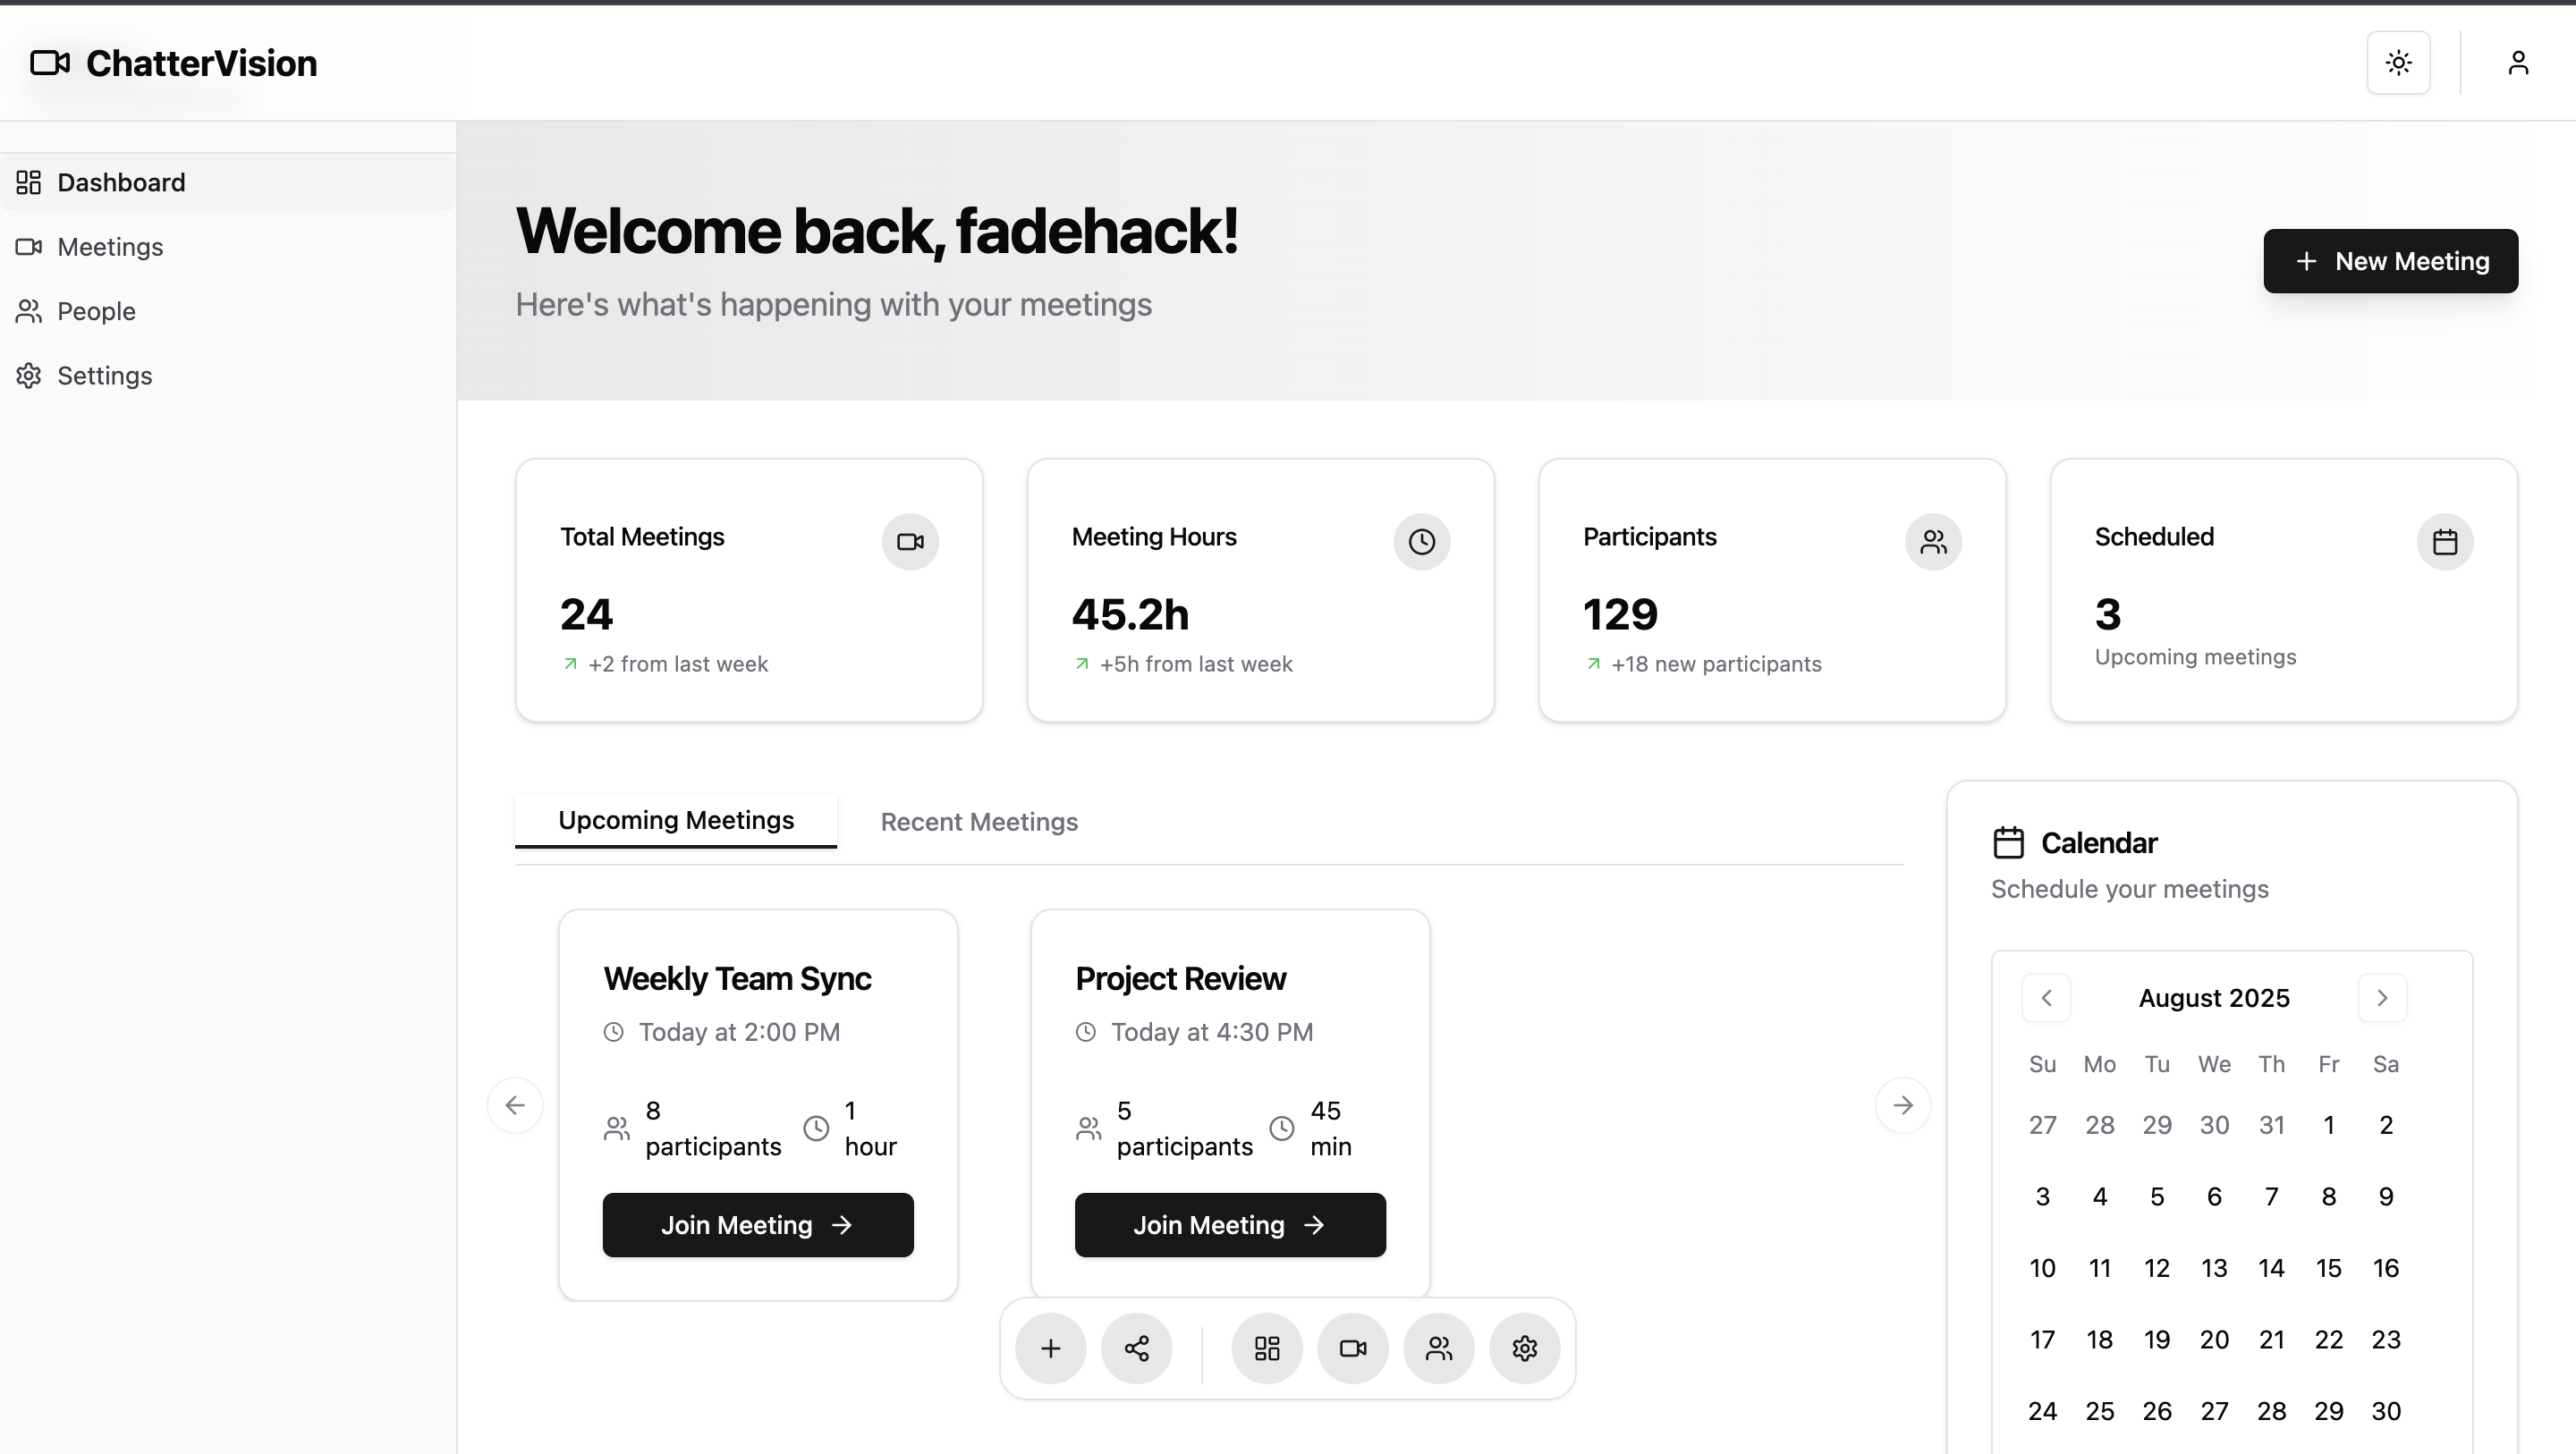 ChatterVision
Dashboard
Meetings
People
Settings
Welcome back, fadehack!
Here's what's happening with your meetings
New Meeting
Total Meetings
24
+2 from last week
Meeting Hours
45.2h
+5h from last week
Participants
129
+18 new participants
Scheduled
3
Upcoming meetings
Upcoming Meetings
Recent Meetings
Weekly Team Sync
Today at 2:00 PM
8
participants
1
hour
Join Meeting
Project Review
Today at 4:30 PM
5
participants
45
min
Join Meeting
Calendar
Schedule your meetings
August 2025
Su Mo Tu We Th Fr Sa
27 28 29 30 31 1 2
3 4 5 6 7 8 9
10 11 12 13 14 15 16
17 18 19 20 21 22 23
24 25 26 27 28 29 30